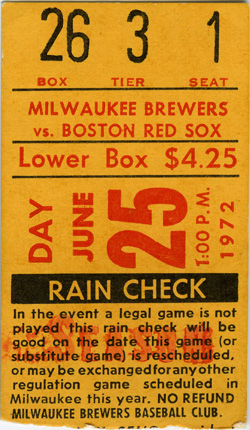 26 3 1
BOX TIER SEAT
MILWAUKEE BREWERS
vs. BOSTON RED SOX
Lower Box $4.25
DAY
JUNE
25
1:00 P.M.
1972
RAIN CHECK
In the event a legal game is not
played this rain check will be
good on the date this game (or
substitute game) is rescheduled,
or may be exchanged for any other
regulation game scheduled in
Milwaukee this year. NO REFUND
MILWAUKEE BREWERS BASEBALL CLUB.